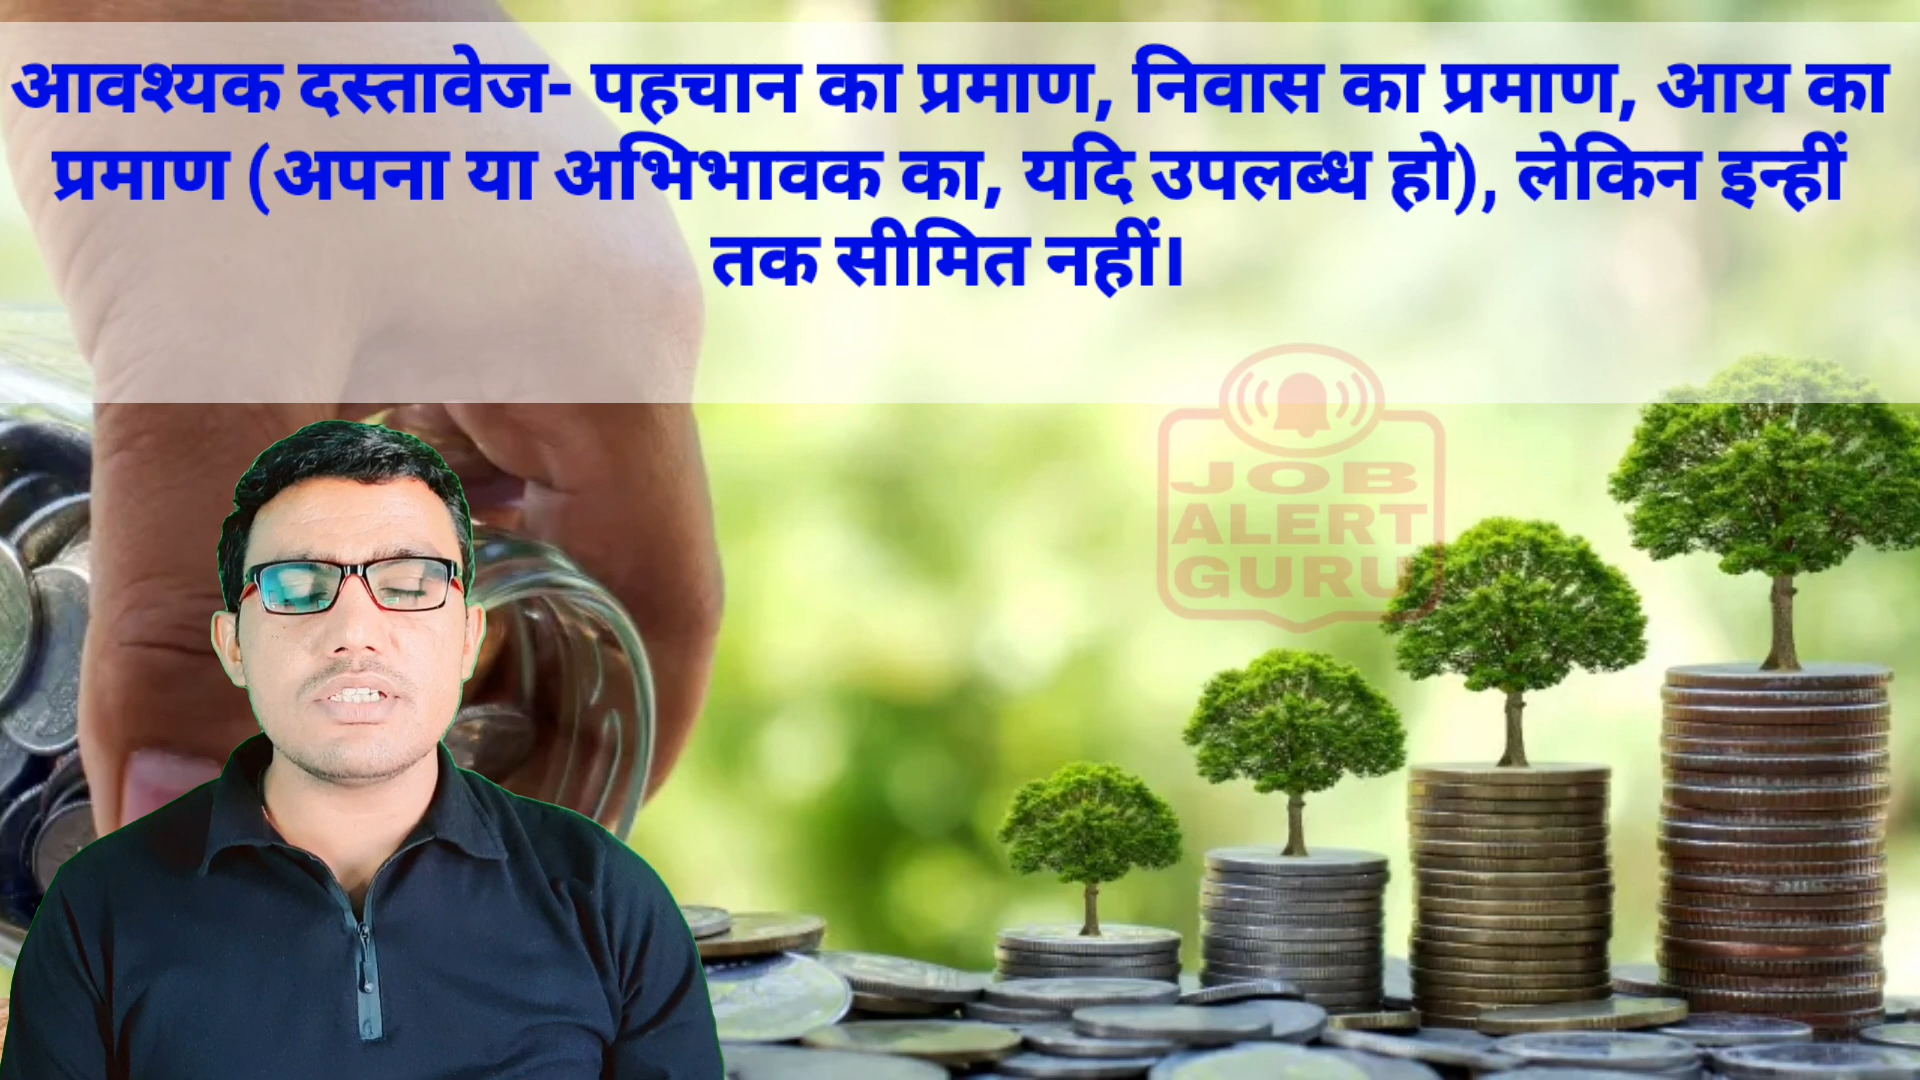 आवश्यक दस्तावेज- पहचान का प्रमाण, निवास का प्रमाण, आय का
प्रमाण (अपना या अभिभावक का, यदि उपलब्ध हो), लेकिन इन्हीं
तक सीमित नहीं।
JOB
ALERT
GURU